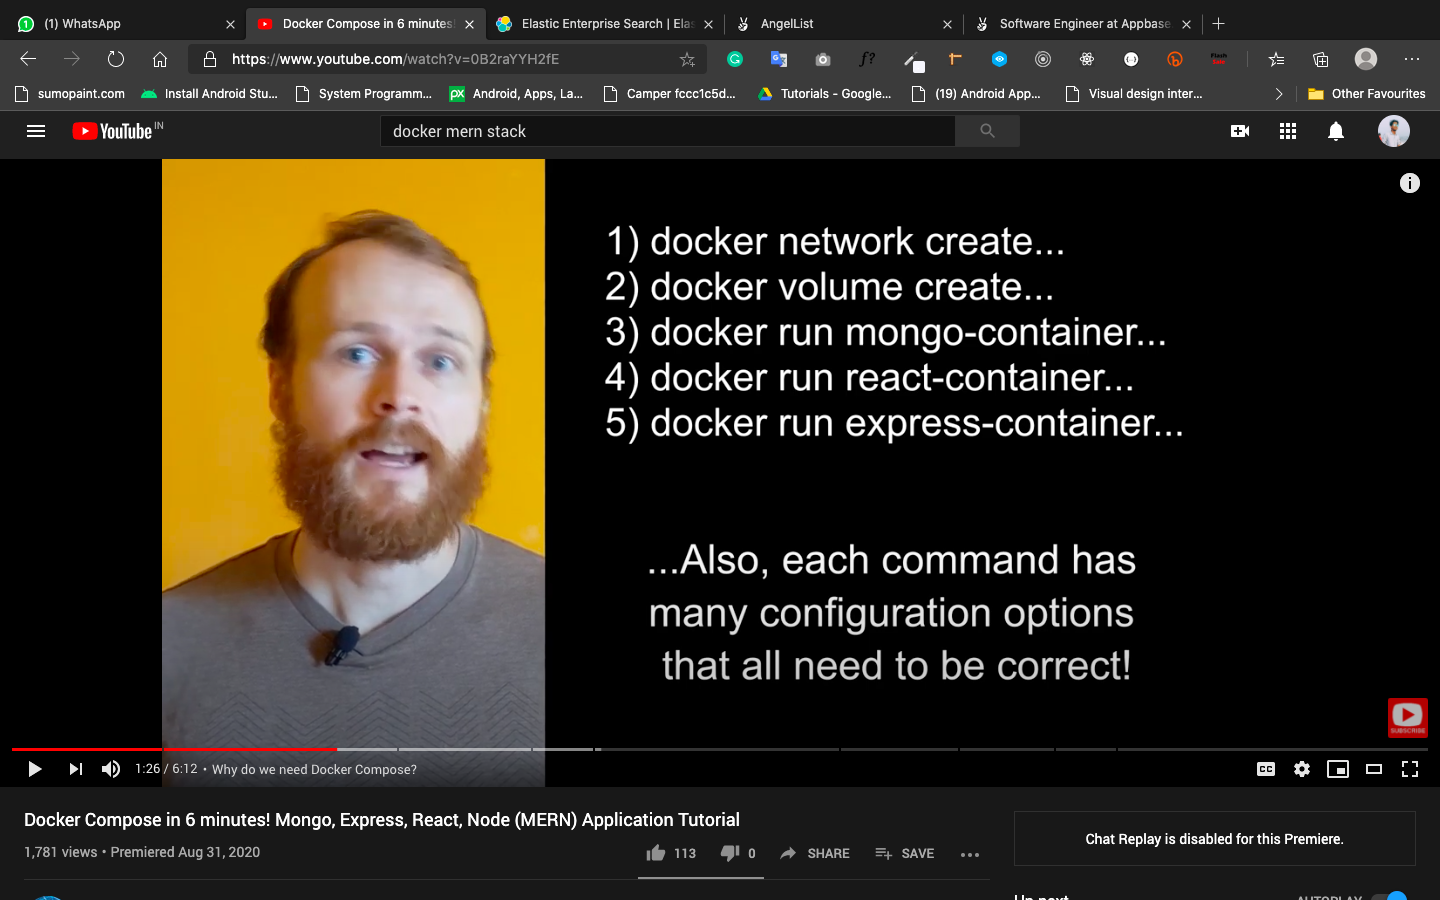 (1) WhatsApp
Docker Compose in 6 minutes!
Elastic Enterprise Search | Elas
AngelList
Software Engineer at Appbase
https://www.youtube.com/watch?v=0B2raYYH2fE
f?
sumopaint.com
Install Android Stu...
System Programm...
Android, Apps, La...
Camper fccc1c5d...
Tutorials - Google...
(19) Android App...
Visual design inter...
Other Favourites
YouTube IN
docker mern stack
1) docker network create...
2) docker volume create...
3) docker run mongo-container...
4) docker run react-container...
5) docker run express-container...
...Also, each command has
many configuration options
that all need to be correct!
SUBSCRIBE
1:26 / 6:12 • Why do we need Docker Compose?
CC
Docker Compose in 6 minutes! Mongo, Express, React, Node (MERN) Application Tutorial
1,781 views • Premiered Aug 31, 2020
113
0
SHARE
SAVE
Chat Replay is disabled for this Premiere.
Up next
AUTOPLAY